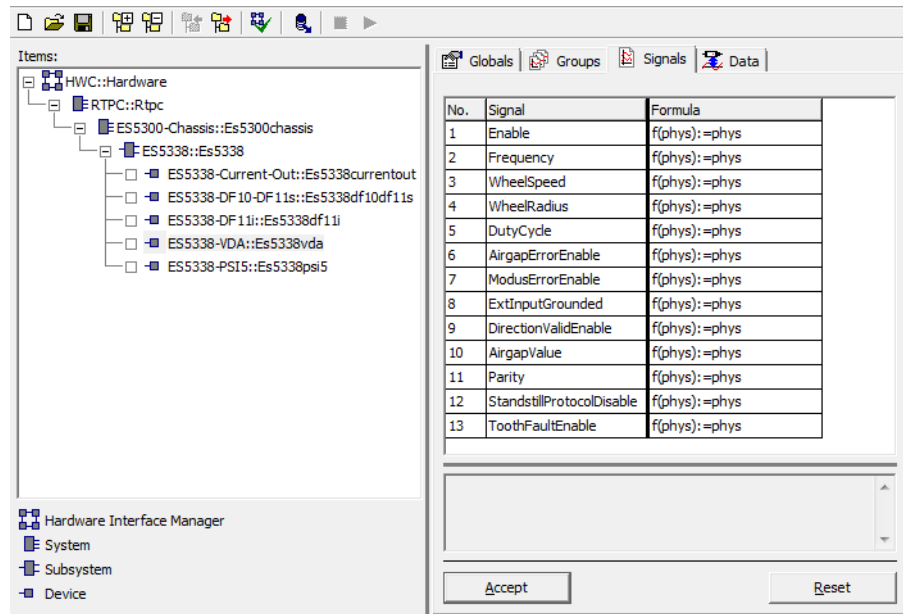 Items:
HWC::Hardware
RTPC::Rtpc
ES5300-Chassis::Es5300chassis
ES5338::Es5338
ES5338-Current-Out::Es5338currentout
ES5338-DF10-DF11s::Es5338df10df11s
ES5338-DF11i::Es5338df11i
ES5338-VDA::Es5338vda
ES5338-PSI5::Es5338psi5
Hardware Interface Manager
System
Subsystem
Device
Globals Groups Signals Data
No. Signal Formula
1 Enable f(phys):=phys
2 Frequency f(phys):=phys
3 WheelSpeed f(phys):=phys
4 WheelRadius f(phys):=phys
5 DutyCycle f(phys):=phys
6 AirgapErrorEnable f(phys):=phys
7 ModusErrorEnable f(phys):=phys
8 ExtInputGrounded f(phys):=phys
9 DirectionValidEnable f(phys):=phys
10 AirgapValue f(phys):=phys
11 Parity f(phys):=phys
12 StandstillProtocolDisable f(phys):=phys
13 ToothFaultEnable f(phys):=phys
Accept Reset